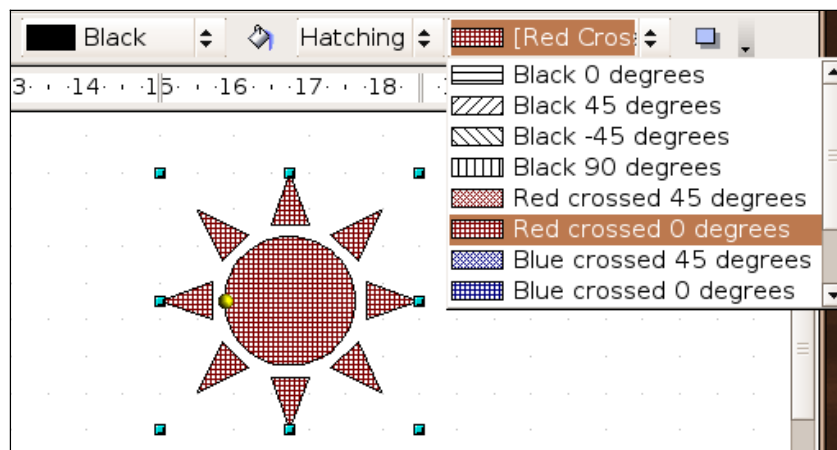 Black Hatching [Red Cros
3 · 14 · 15 · 16 · 17 · 18
Black 0 degrees
Black 45 degrees
Black -45 degrees
Black 90 degrees
Red crossed 45 degrees
Red crossed 0 degrees
Blue crossed 45 degrees
Blue crossed 0 degrees